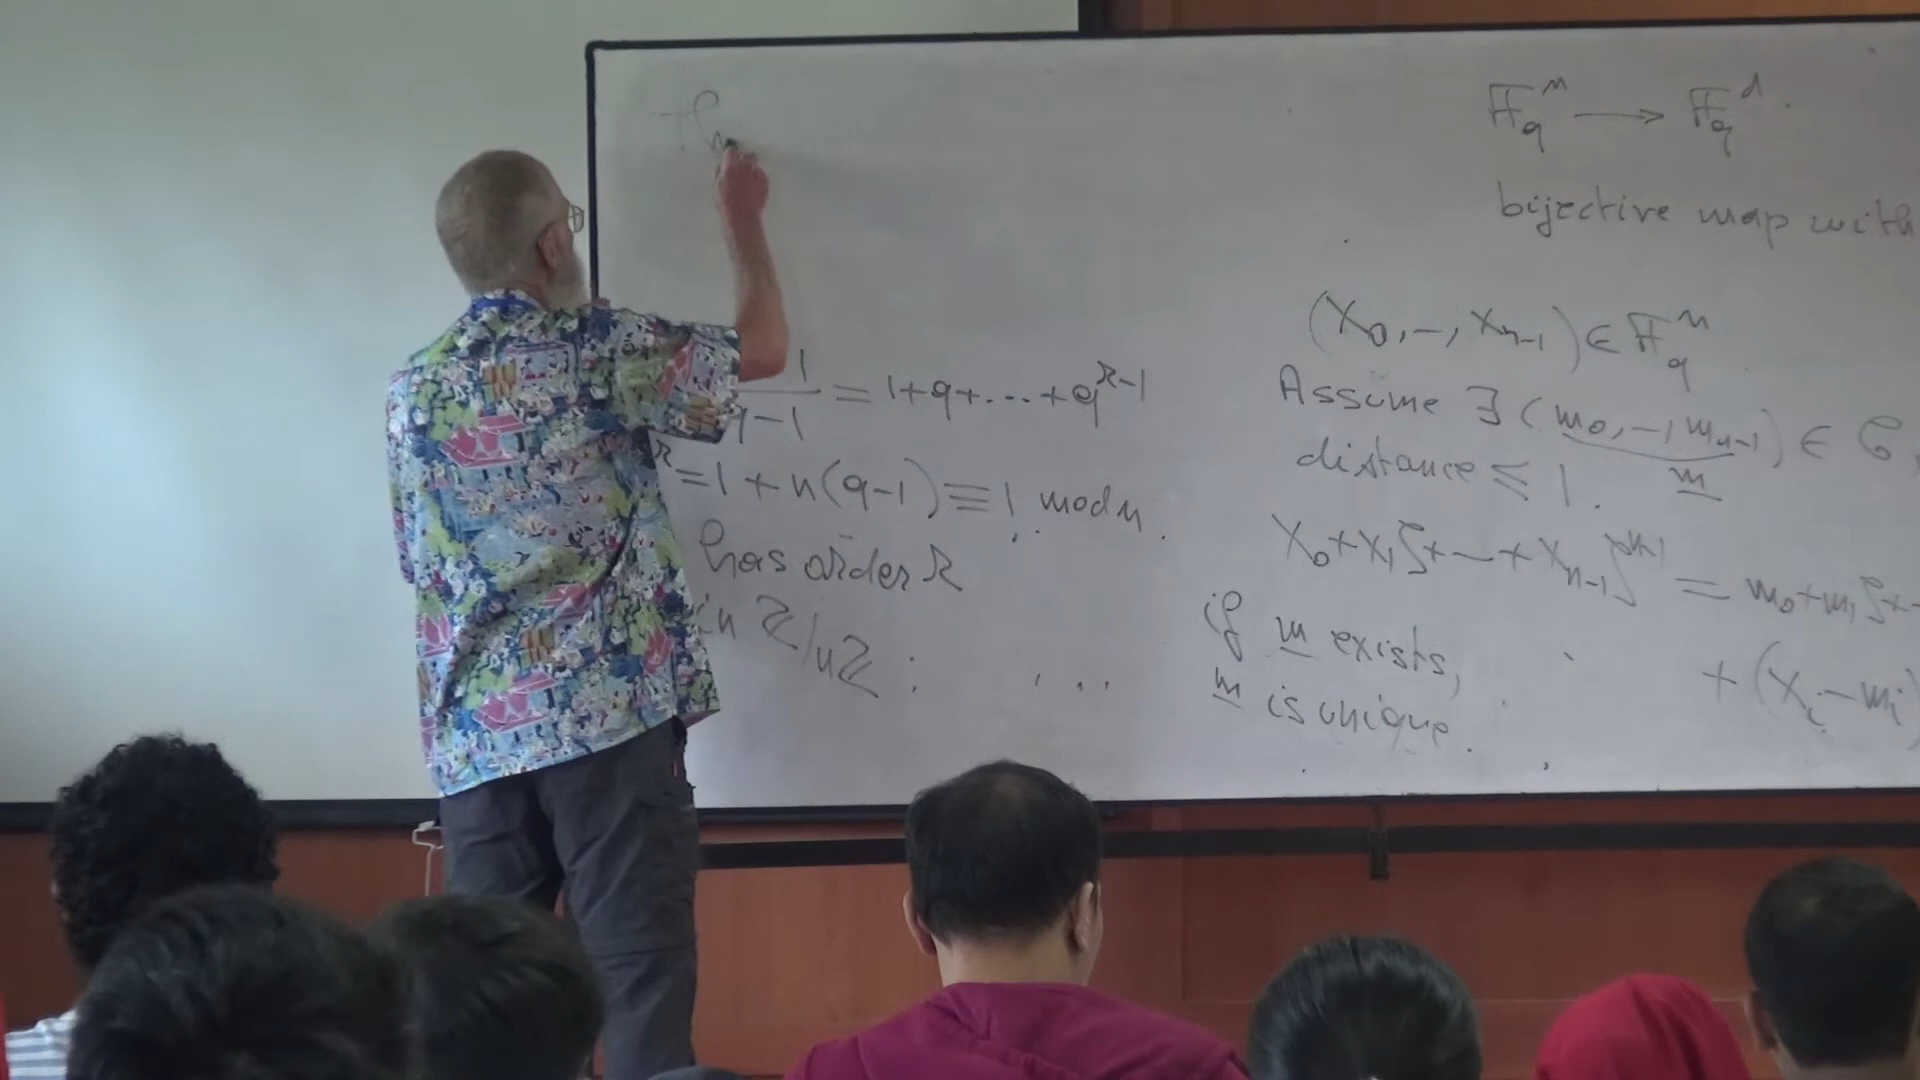 Th
1 / q-1 = 1+q+...+q^{r-1}
r = 1+n(q-1) ≡ 1 mod n.
has order r
in ℤ/nℤ: ...
𝔽_q^n → 𝔽_q^d.
bijective map with
(x_0, –, x_{n-1}) ∈ 𝔽_q^n
Assume ∃ (m_0, –, m_{n-1}) ∈ C,
m
distance ≤ 1.
x_0+x_1ζ+–+x_{n-1}ζ^{n-1} = m_0+m_1ζ+-
+(x_i-m_i)
if m exists,
m is unique.